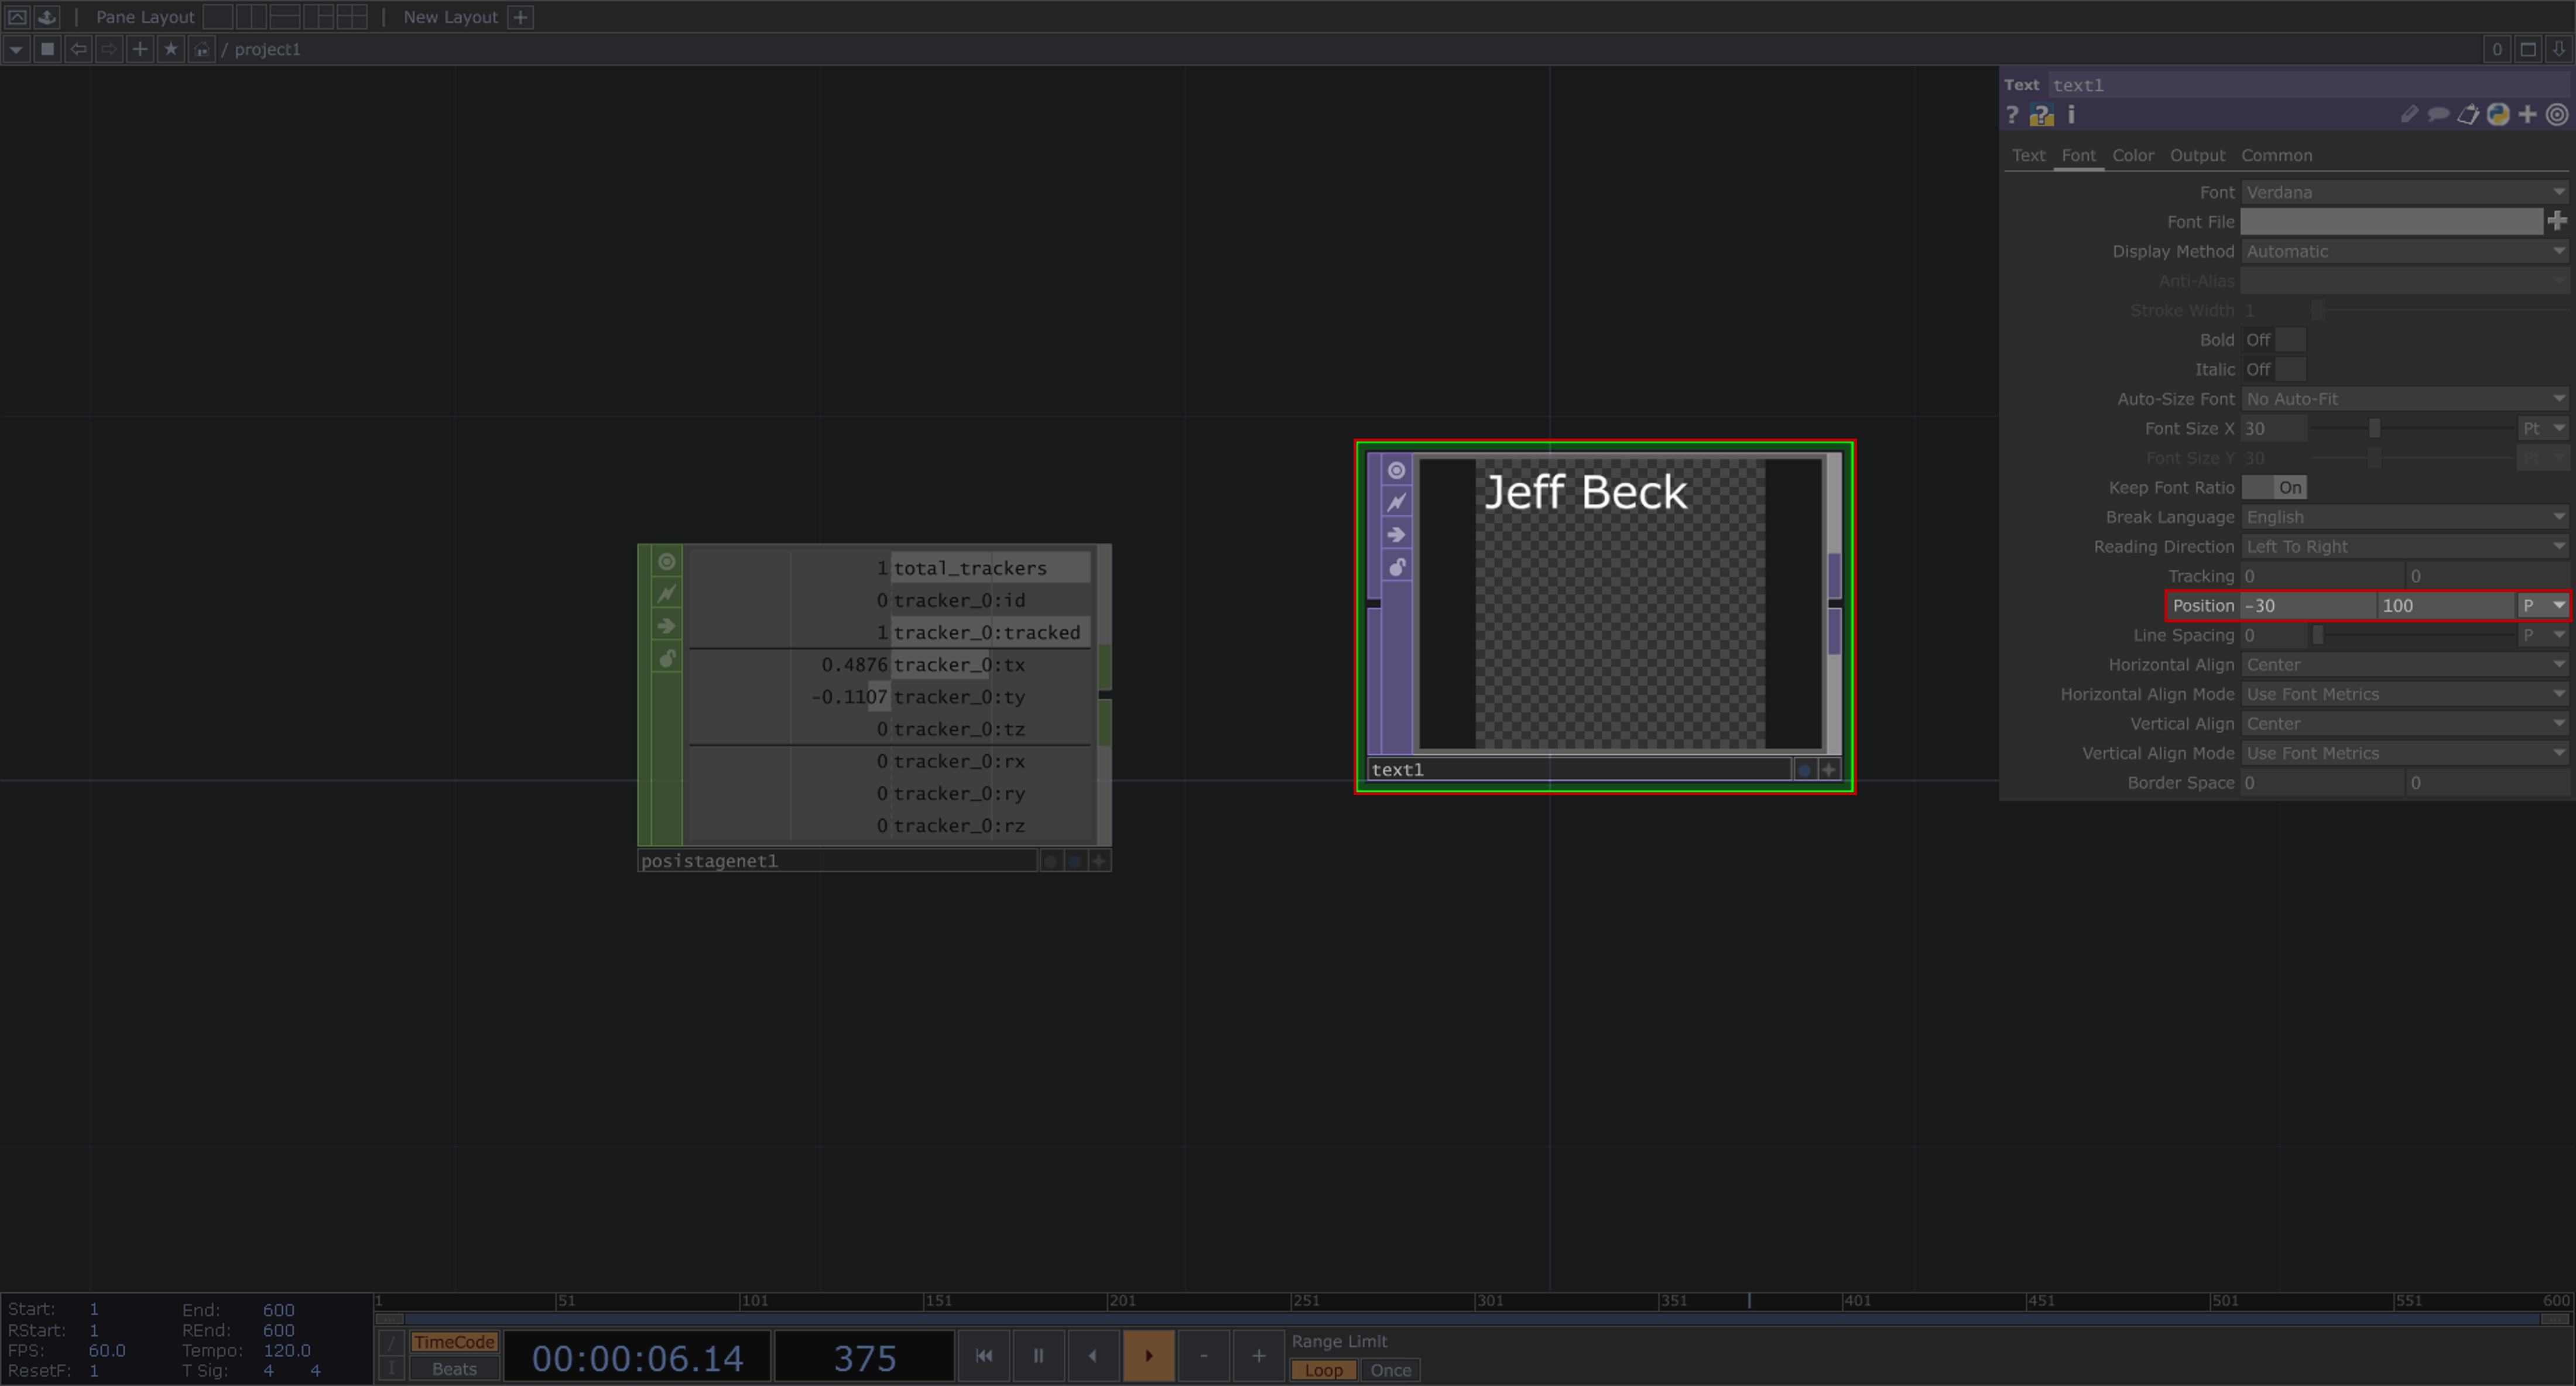 Pane Layout New Layout +
/ project1 0
Text text1
? ? i
Text Font Color Output Common
Font Verdana
Font File
Display Method Automatic
Anti-Alias
Stroke Width 1
Bold Off
Italic Off
Auto-Size Font No Auto-Fit
Font Size X 30 Pt
Font Size Y 30 Pt
Keep Font Ratio On
Break Language English
Reading Direction Left To Right
Tracking 0 0
Position -30 100 P
Line Spacing 0 P
Horizontal Align Center
Horizontal Align Mode Use Font Metrics
Vertical Align Center
Vertical Align Mode Use Font Metrics
Border Space 0 0
Jeff Beck
text1
1 total_trackers
0 tracker_0:id
1 tracker_0:tracked
0.4876 tracker_0:tx
-0.1107 tracker_0:ty
0 tracker_0:tz
0 tracker_0:rx
0 tracker_0:ry
0 tracker_0:rz
posistagenet1
Start: 1 End: 600
RStart: 1 REnd: 600
FPS: 60.0 Tempo: 120.0
ResetF: 1 T Sig: 4 4
1 51 101 151 201 251 301 351 401 451 501 551 600
/ TimeCode
I Beats
00:00:06.14 375 - +
Range Limit
Loop Once